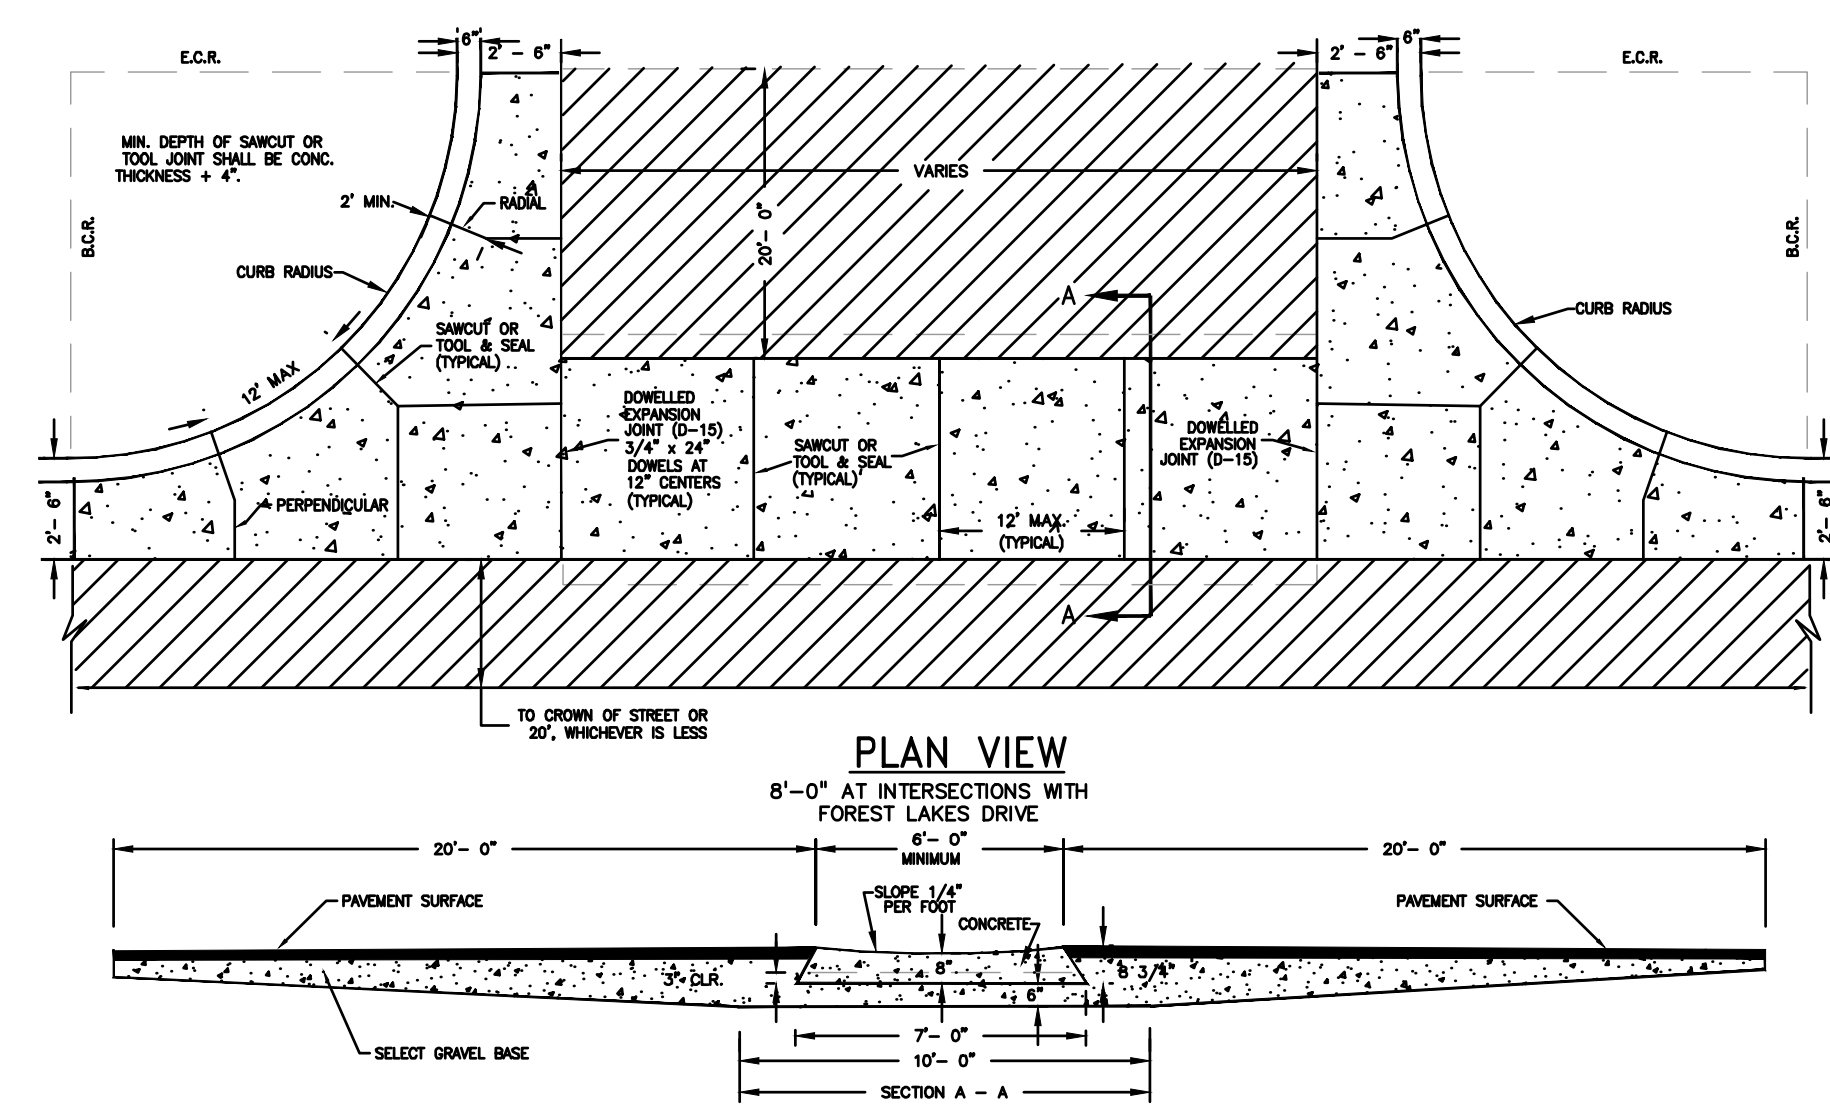 6"
2' - 6"
2' - 6"
6"
E.C.R.
E.C.R.
MIN. DEPTH OF SAWCUT OR
TOOL JOINT SHALL BE CONC.
THICKNESS + 4".
VARIES
2' MIN.
RADIAL
20'- 0"
B.C.R.
B.C.R.
CURB RADIUS
A
CURB RADIUS
SAWCUT OR
TOOL & SEAL
(TYPICAL)
12' MAX
DOWELLED
EXPANSION
JOINT (D-15)
3/4" x 24"
DOWELS AT
12" CENTERS
(TYPICAL)
SAWCUT OR
TOOL & SEAL
(TYPICAL)
DOWELLED
EXPANSION
JOINT (D-15)
2'- 6"
PERPENDICULAR
12' MAX.
(TYPICAL)
2'- 6"
A
TO CROWN OF STREET OR
20', WHICHEVER IS LESS
PLAN VIEW
8'-0" AT INTERSECTIONS WITH
FOREST LAKES DRIVE
20'- 0"
6'- 0"
MINIMUM
20'- 0"
PAVEMENT SURFACE
SLOPE 1/4"
PER FOOT
CONCRETE
PAVEMENT SURFACE
3" CLR.
8"
8 3/4"
6"
SELECT GRAVEL BASE
7'- 0"
10'- 0"
SECTION A - A